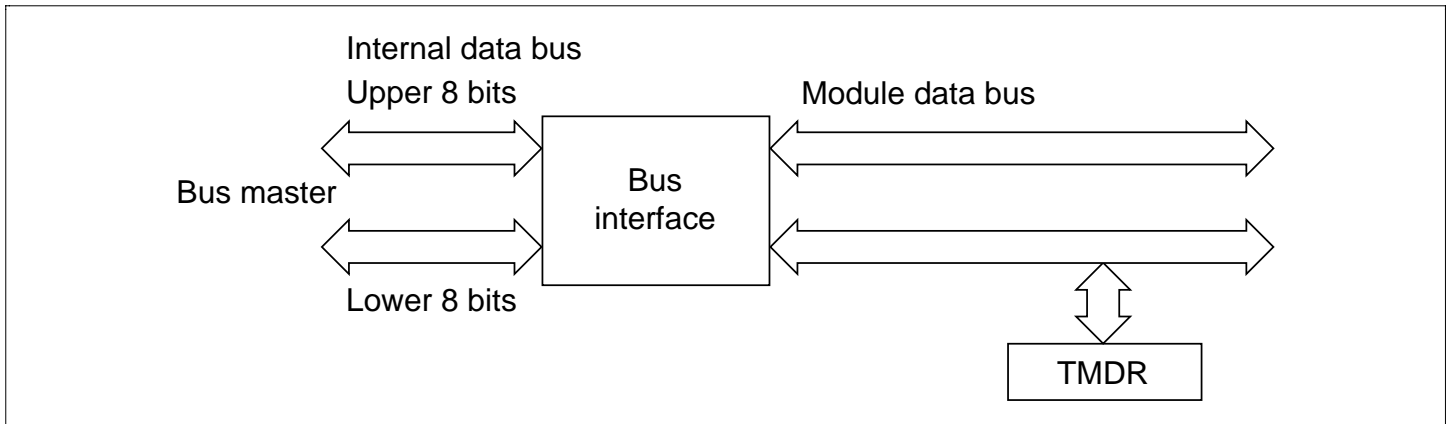 Internal data bus
Upper 8 bits
Module data bus
Bus master
Bus
interface
Lower 8 bits
TMDR